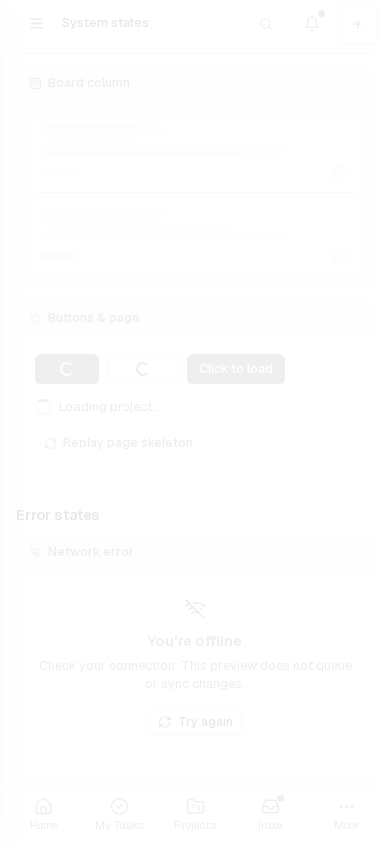 System states
Board column
Buttons & page
Click to load
Loading project...
Replay page skeleton
Error states
Network error
You're offline
Check your connection. This preview does not queue
or sync changes.
Try again
Home
My Tasks
Projects
Inbox
More